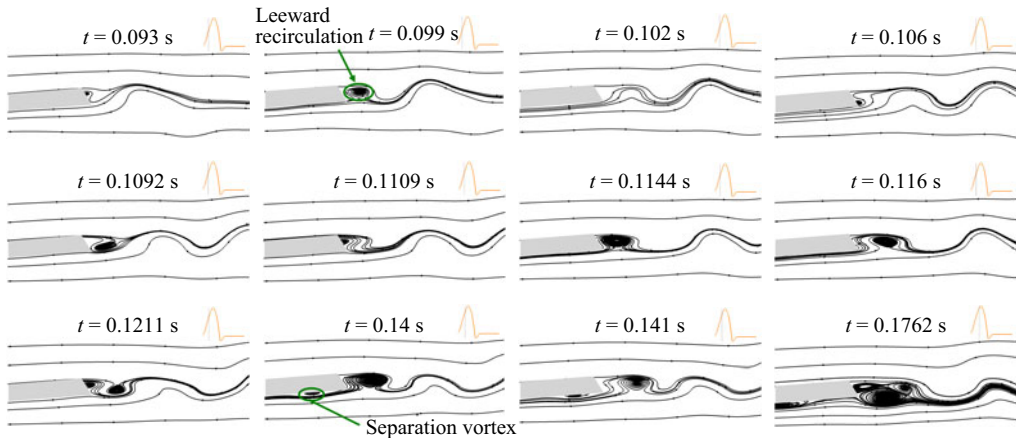 Leeward
recirculation
t = 0.093 s
t = 0.099 s
t = 0.102 s
t = 0.106 s
t = 0.1092 s
t = 0.1109 s
t = 0.1144 s
t = 0.116 s
t = 0.1211 s
t = 0.14 s
t = 0.141 s
t = 0.1762 s
Separation vortex